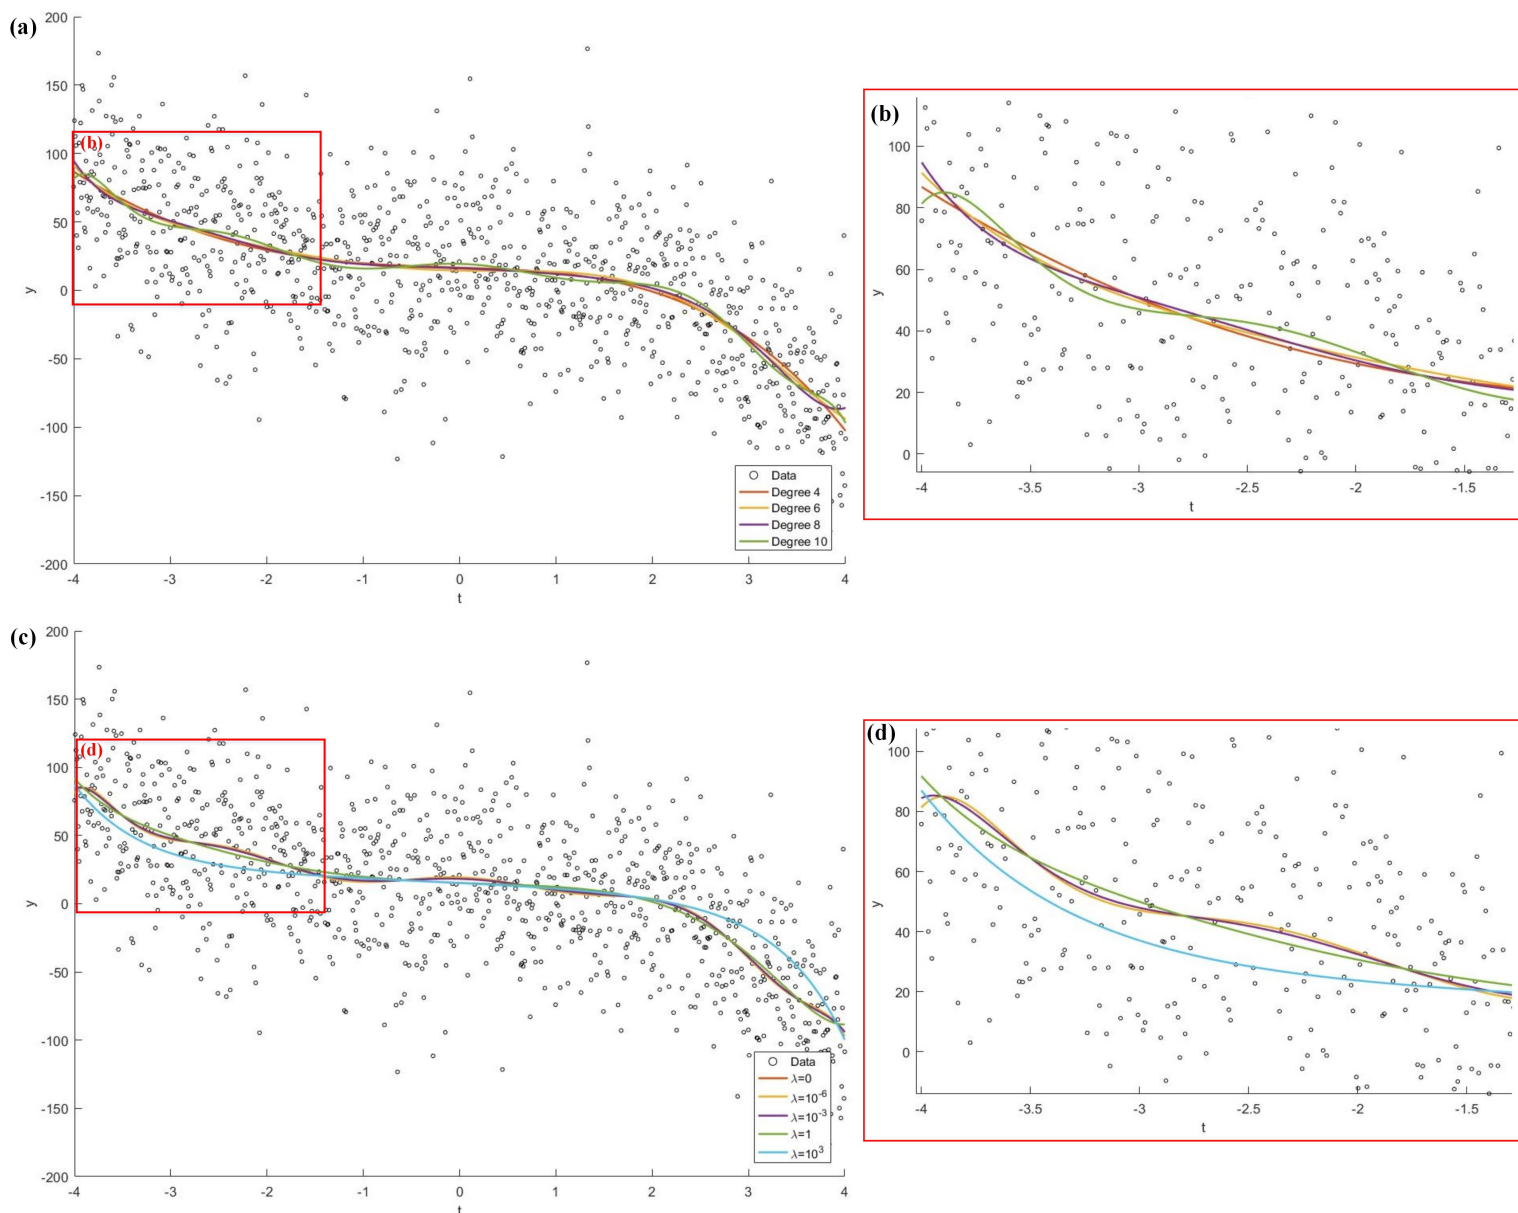 (a)
200
150
100
50
0
-50
-100
-150
-200
y
(b)
-4
-3
-2
-1
0
1
2
3
4
t
Data
Degree 4
Degree 6
Degree 8
Degree 10
(b)
100
80
60
40
20
0
y
-4
-3.5
-3
-2.5
-2
-1.5
t
(c)
200
150
100
50
0
-50
-100
-150
-200
y
(d)
-4
-3
-2
-1
0
1
2
3
4
t
Data
λ=0
λ=10⁻⁶
λ=10⁻³
λ=1
λ=10³
(d)
100
80
60
40
20
0
y
-4
-3.5
-3
-2.5
-2
-1.5
t